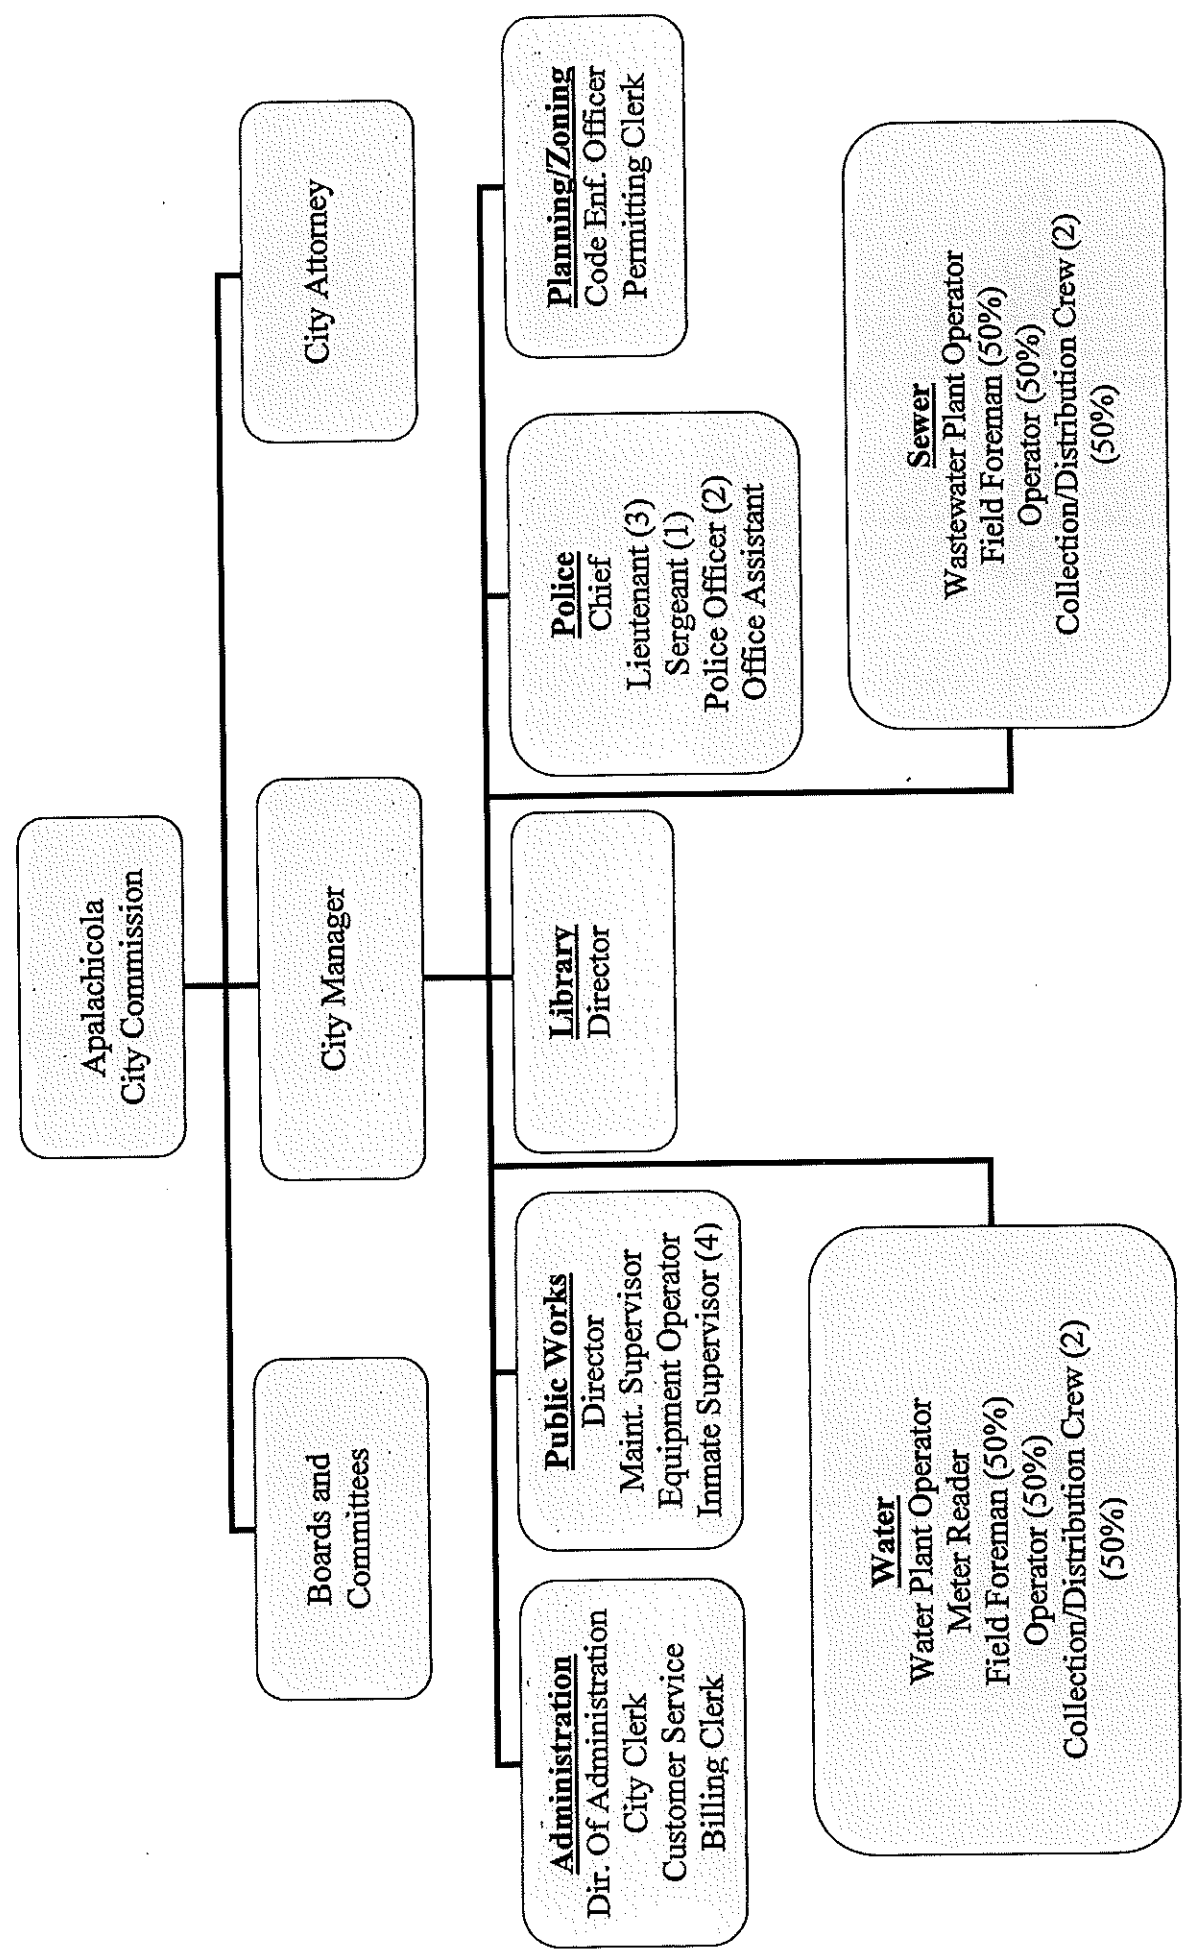 Apalachicola
City Commission
Boards and
Committees
City Manager
City Attorney
Administration
Dir. Of Administration
City Clerk
Customer Service
Billing Clerk
Public Works
Director
Maint. Supervisor
Equipment Operator
Inmate Supervisor (4)
Library
Director
Police
Chief
Lieutenant (3)
Sergeant (1)
Police Officer (2)
Office Assistant
Planning/Zoning
Code Enf. Officer
Permitting Clerk
Water
Water Plant Operator
Meter Reader
Field Foreman (50%)
Operator (50%)
Collection/Distribution Crew (2)
(50%)
Sewer
Wastewater Plant Operator
Field Foreman (50%)
Operator (50%)
Collection/Distribution Crew (2)
(50%)